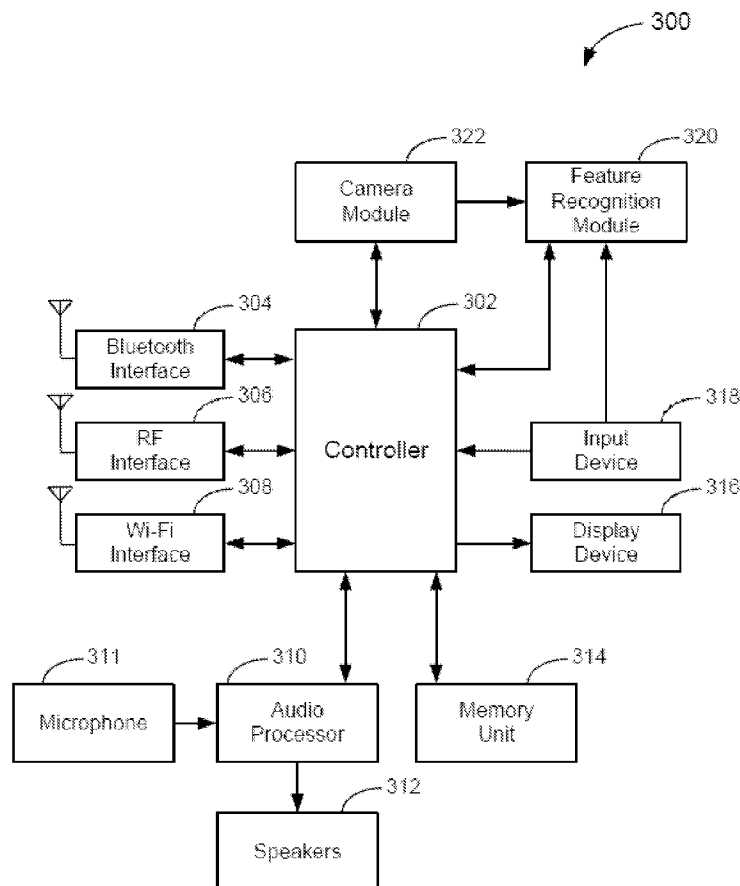 300
322
320
Camera
Module
Feature
Recognition
Module
304
302
Bluetooth
Interface
306
318
RF
Interface
Controller
Input
Device
308
316
Wi-Fi
Interface
Display
Device
311
310
314
Microphone
Audio
Processor
Memory
Unit
312
Speakers